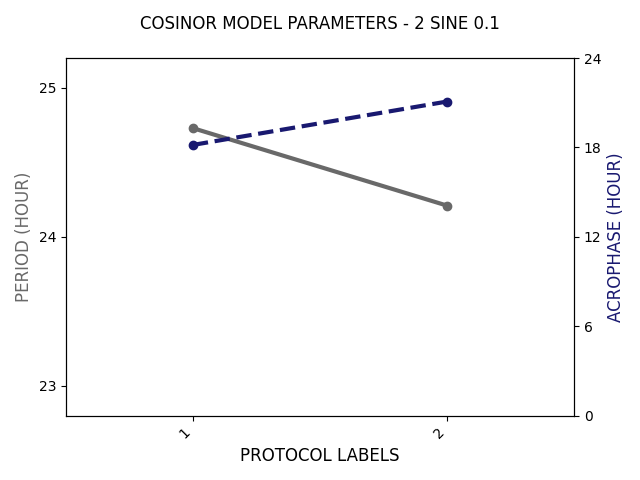 COSINOR MODEL PARAMETERS - 2 SINE 0.1
25
24
23
PERIOD (HOUR)
24
18
12
6
0
ACROPHASE (HOUR)
1
2
PROTOCOL LABELS